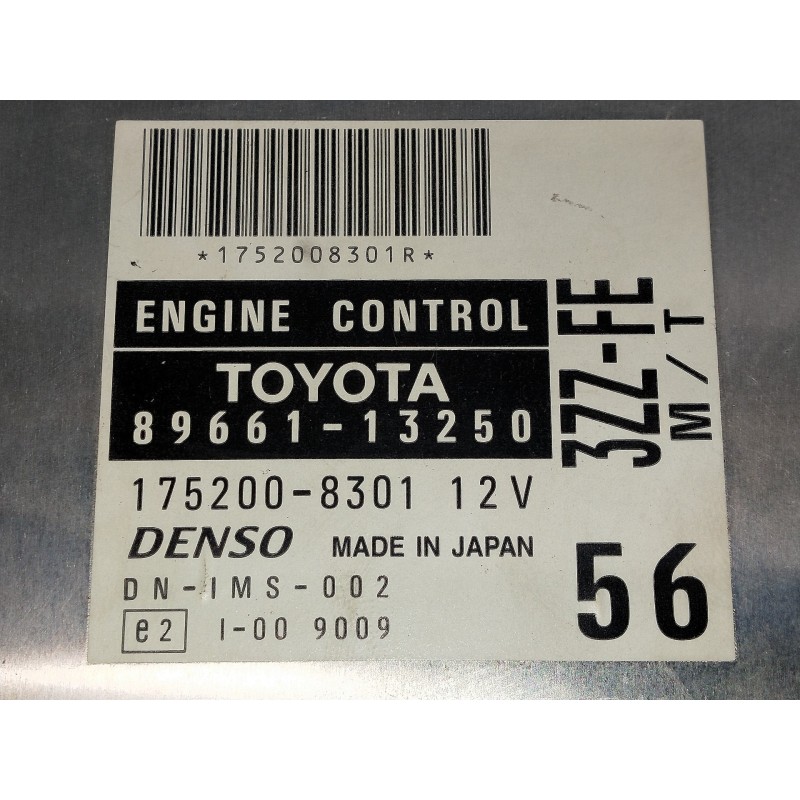 *1752008301R*
ENGINE CONTROL
TOYOTA
89661-13250
3ZZ-FE
M/T
175200-8301 12V
DENSO MADE IN JAPAN
DN-IMS-002
e2 I-00 9009
56